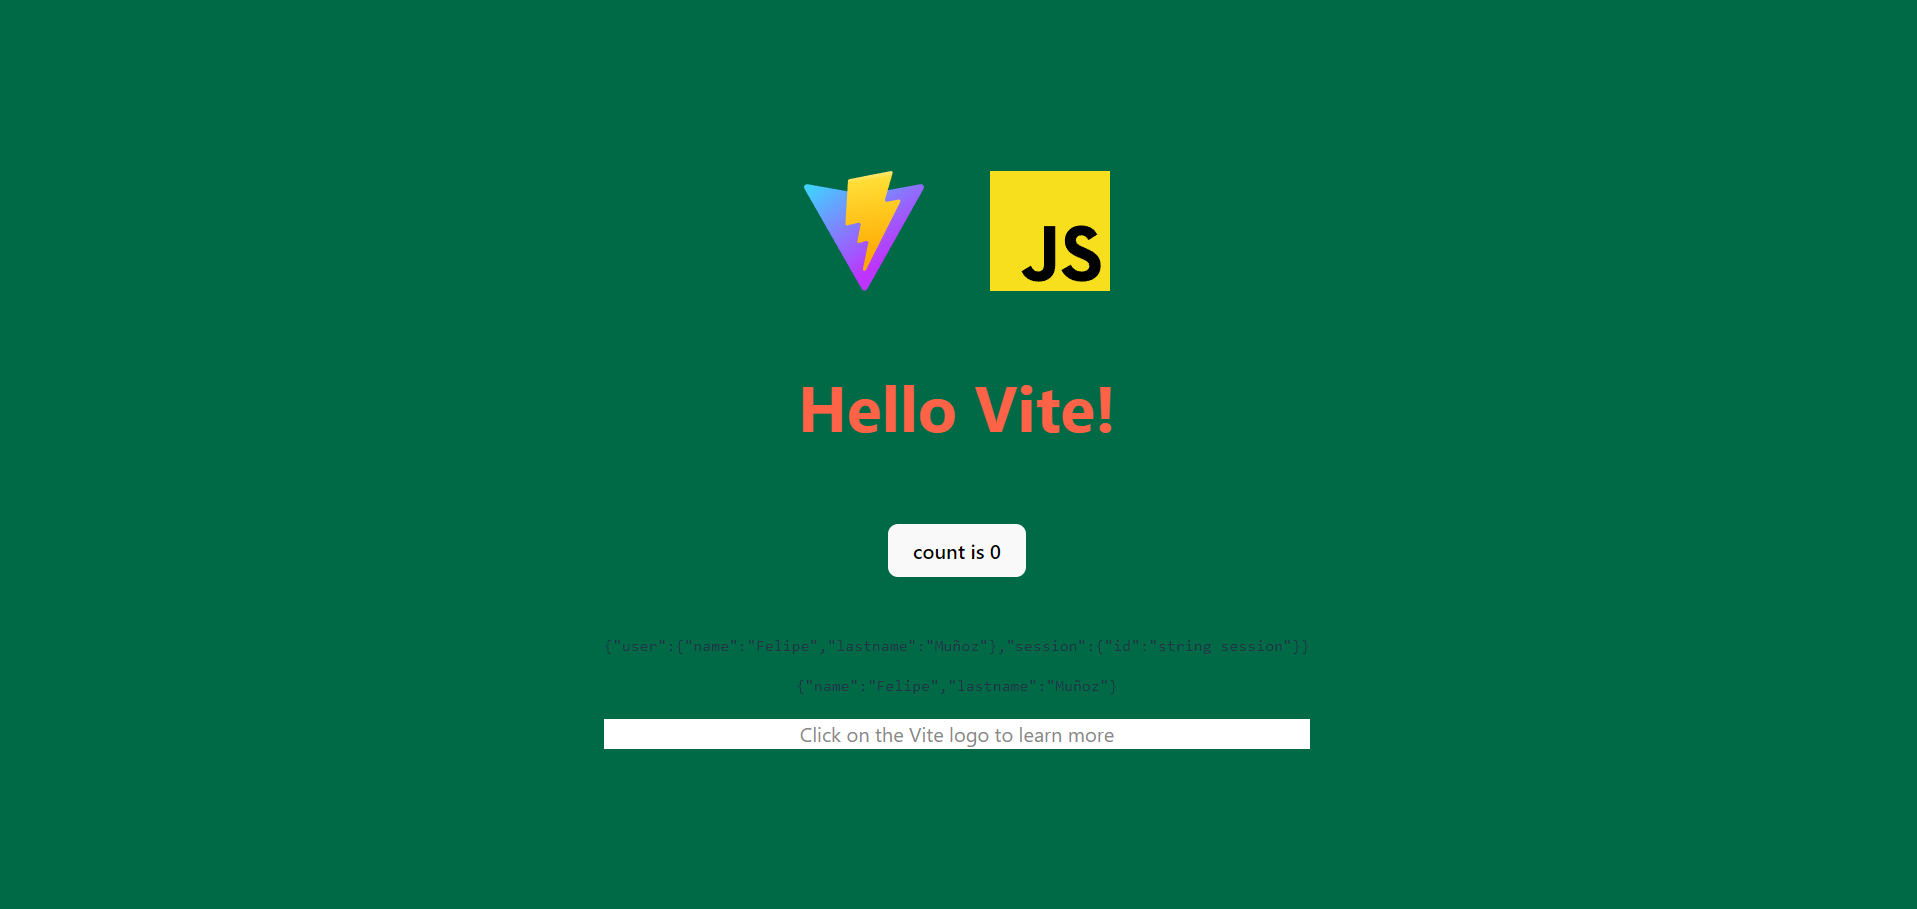 JS
Hello Vite!
count is 0
{"user":{"name":"Felipe","lastname":"Muñoz"},"session":{"id":"string session"}}
{"name":"Felipe","lastname":"Muñoz"}
Click on the Vite logo to learn more